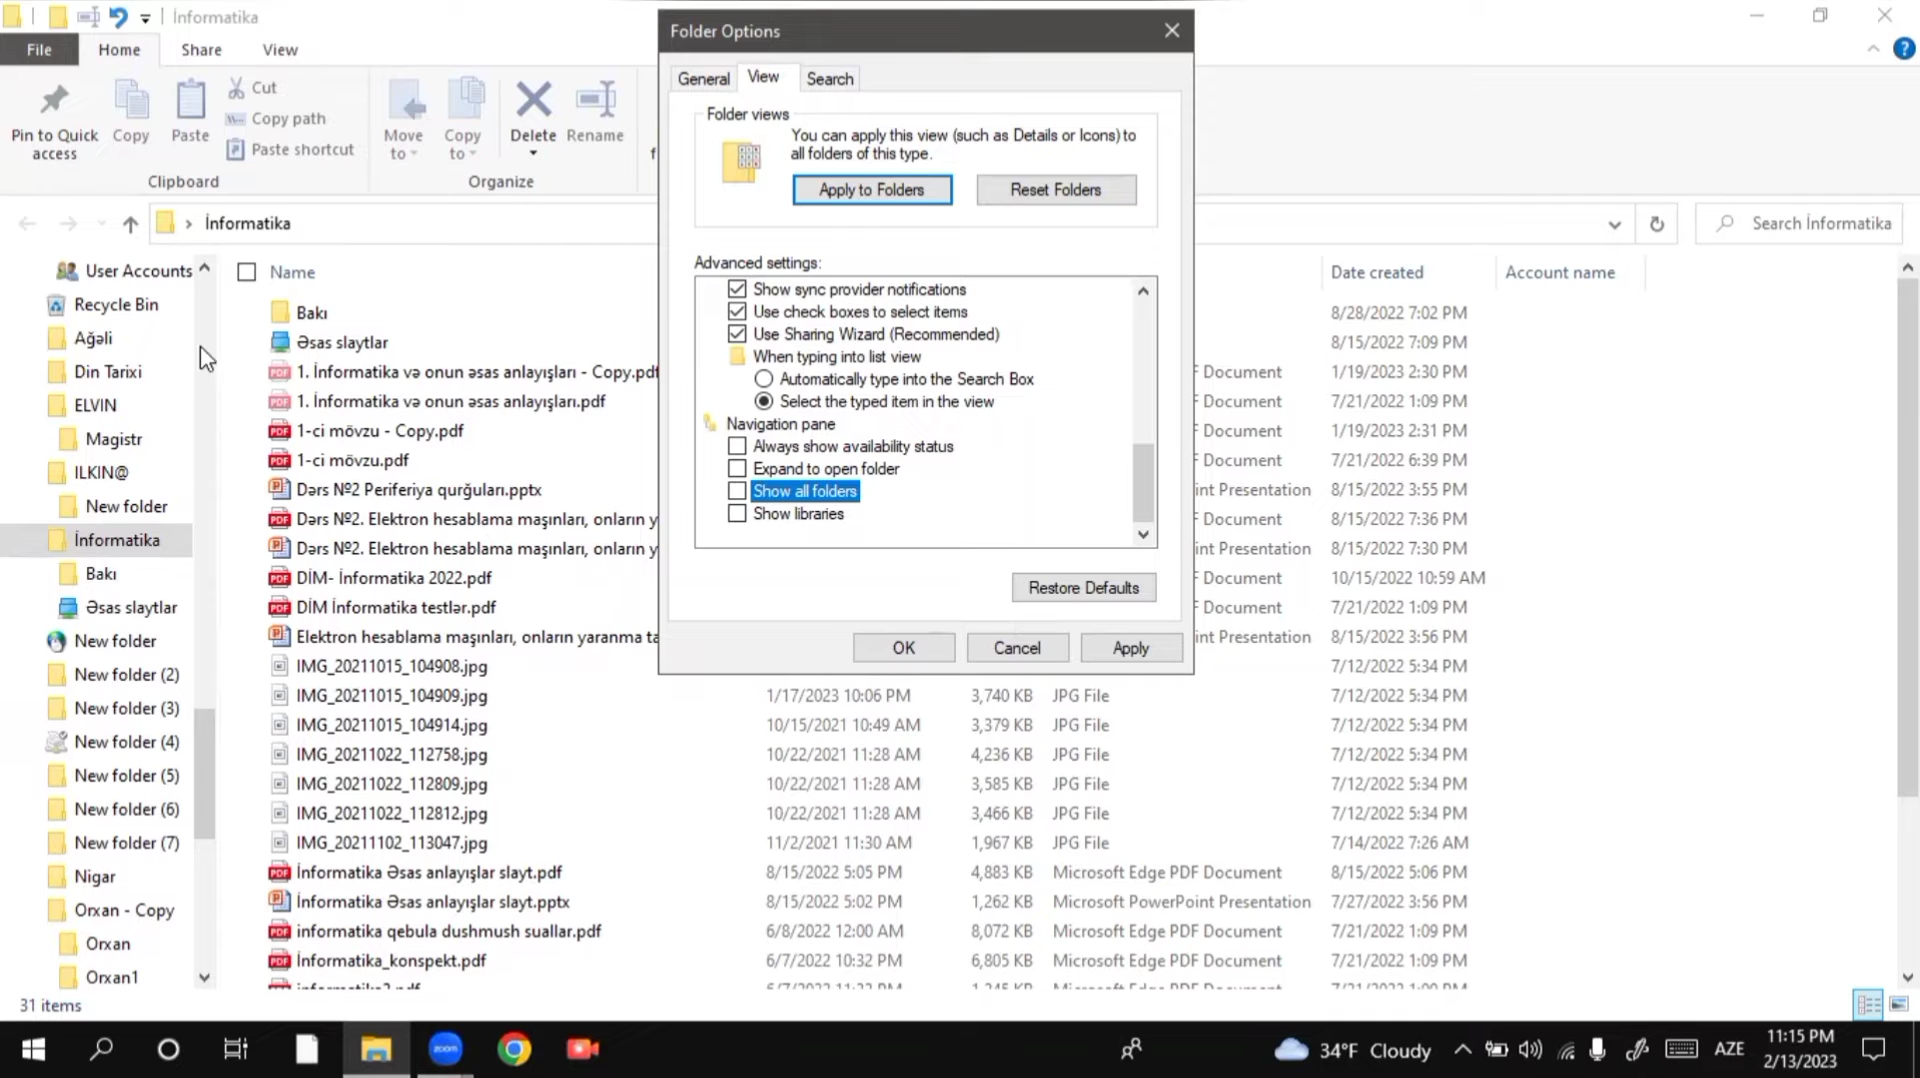 İnformatika
File Home Share View
Pin to Quick access
Copy
Paste
Cut
Copy path
Paste shortcut
Clipboard
Move to
Copy to
Delete
Rename
Organize
İnformatika
Search İnformatika
User Accounts
Recycle Bin
Ağəli
Din Tarixi
ELVIN
Magistr
ILKIN@
New folder
İnformatika
Bakı
Əsas slaytlar
New folder
New folder (2)
New folder (3)
New folder (4)
New folder (5)
New folder (6)
New folder (7)
Nigar
Orxan - Copy
Orxan
Orxan1
Name Date created Account name
Bakı 8/28/2022 7:02 PM
Əsas slaytlar 8/15/2022 7:09 PM
1. İnformatika və onun əsas anlayışları - Copy.pdf Document 1/19/2023 2:30 PM
1. İnformatika və onun əsas anlayışları.pdf Document 7/21/2022 1:09 PM
1-ci mövzu - Copy.pdf Document 1/19/2023 2:31 PM
1-ci mövzu.pdf Document 7/21/2022 6:39 PM
Dərs №2 Periferiya qurğuları.pptx int Presentation 8/15/2022 3:55 PM
Dərs №2. Elektron hesablama maşınları, onların y Document 8/15/2022 7:36 PM
Dərs №2. Elektron hesablama maşınları, onların y int Presentation 8/15/2022 7:30 PM
DİM- İnformatika 2022.pdf Document 10/15/2022 10:59 AM
DİM İnformatika testlər.pdf Document 7/21/2022 1:09 PM
Elektron hesablama maşınları, onların yaranma ta int Presentation 8/15/2022 3:56 PM
IMG_20211015_104908.jpg 7/12/2022 5:34 PM
IMG_20211015_104909.jpg 1/17/2023 10:06 PM 3,740 KB JPG File 7/12/2022 5:34 PM
IMG_20211015_104914.jpg 10/15/2021 10:49 AM 3,379 KB JPG File 7/12/2022 5:34 PM
IMG_20211022_112758.jpg 10/22/2021 11:28 AM 4,236 KB JPG File 7/12/2022 5:34 PM
IMG_20211022_112809.jpg 10/22/2021 11:28 AM 3,585 KB JPG File 7/12/2022 5:34 PM
IMG_20211022_112812.jpg 10/22/2021 11:28 AM 3,466 KB JPG File 7/12/2022 5:34 PM
IMG_20211102_113047.jpg 11/2/2021 11:30 AM 1,967 KB JPG File 7/14/2022 7:26 AM
İnformatika Əsas anlayışlar slayt.pdf 8/15/2022 5:05 PM 4,883 KB Microsoft Edge PDF Document 8/15/2022 5:06 PM
İnformatika Əsas anlayışlar slayt.pptx 8/15/2022 5:02 PM 1,262 KB Microsoft PowerPoint Presentation 7/27/2022 3:56 PM
informatika qebula dushmush suallar.pdf 6/8/2022 12:00 AM 8,072 KB Microsoft Edge PDF Document 7/21/2022 1:09 PM
İnformatika_konspekt.pdf 6/7/2022 10:32 PM 6,805 KB Microsoft Edge PDF Document 7/21/2022 1:09 PM
Folder Options
General View Search
Folder views
You can apply this view (such as Details or Icons) to
all folders of this type.
Apply to Folders Reset Folders
Advanced settings:
Show sync provider notifications
Use check boxes to select items
Use Sharing Wizard (Recommended)
When typing into list view
Automatically type into the Search Box
Select the typed item in the view
Navigation pane
Always show availability status
Expand to open folder
Show all folders
Show libraries
Restore Defaults
OK Cancel Apply
31 items
zoom
34°F Cloudy
AZE
11:15 PM
2/13/2023